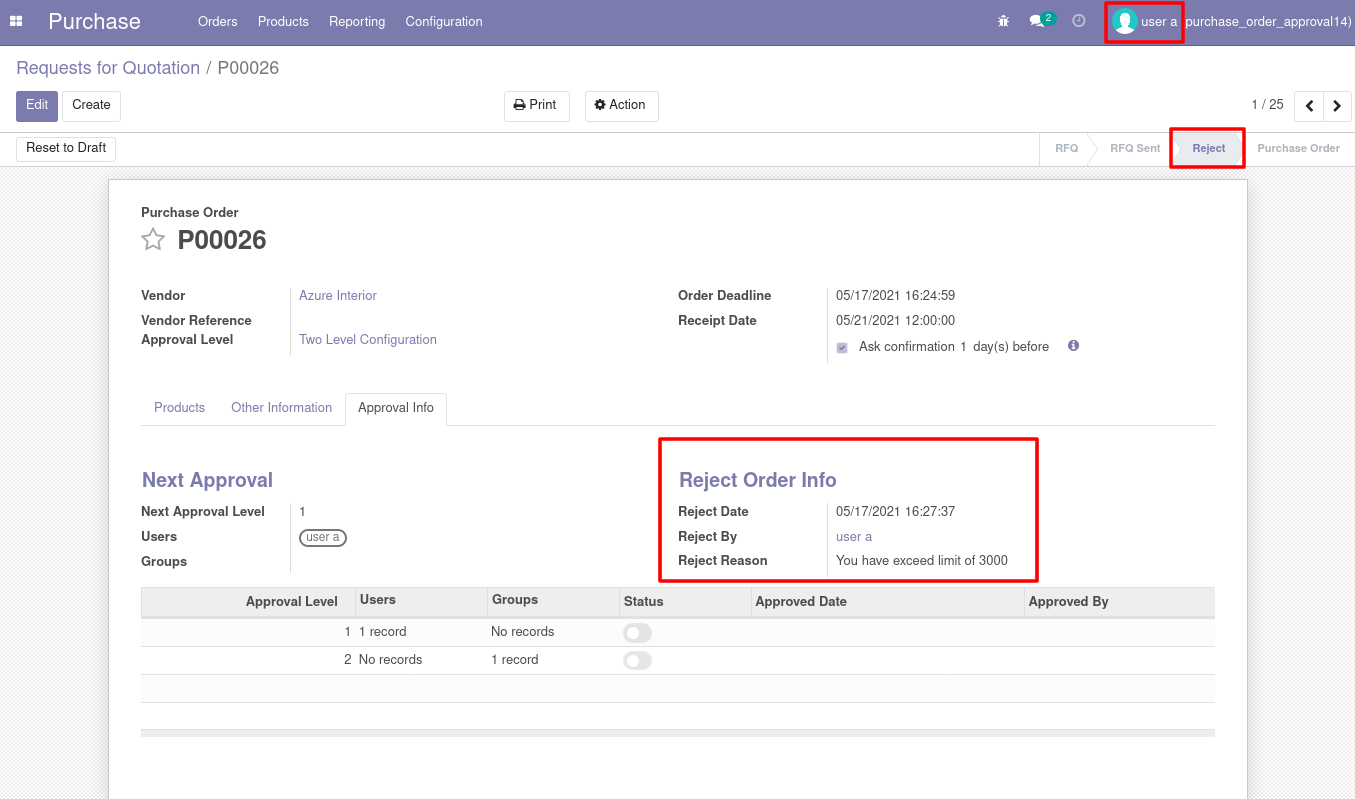 Purchase Orders Products Reporting Configuration 2 user a (purchase_order_approval14)
Requests for Quotation / P00026
Edit Create Print Action 1 / 25
Reset to Draft RFQ RFQ Sent Reject Purchase Order
Purchase Order
P00026
Vendor Azure Interior Order Deadline 05/17/2021 16:24:59
Vendor Reference Receipt Date 05/21/2021 12:00:00
Approval Level Two Level Configuration
Ask confirmation 1 day(s) before
Products Other Information Approval Info
Next Approval Reject Order Info
Next Approval Level 1 Reject Date 05/17/2021 16:27:37
Users user a Reject By user a
Groups Reject Reason You have exceed limit of 3000
Approval Level Users Groups Status Approved Date Approved By
1 1 record No records
2 No records 1 record